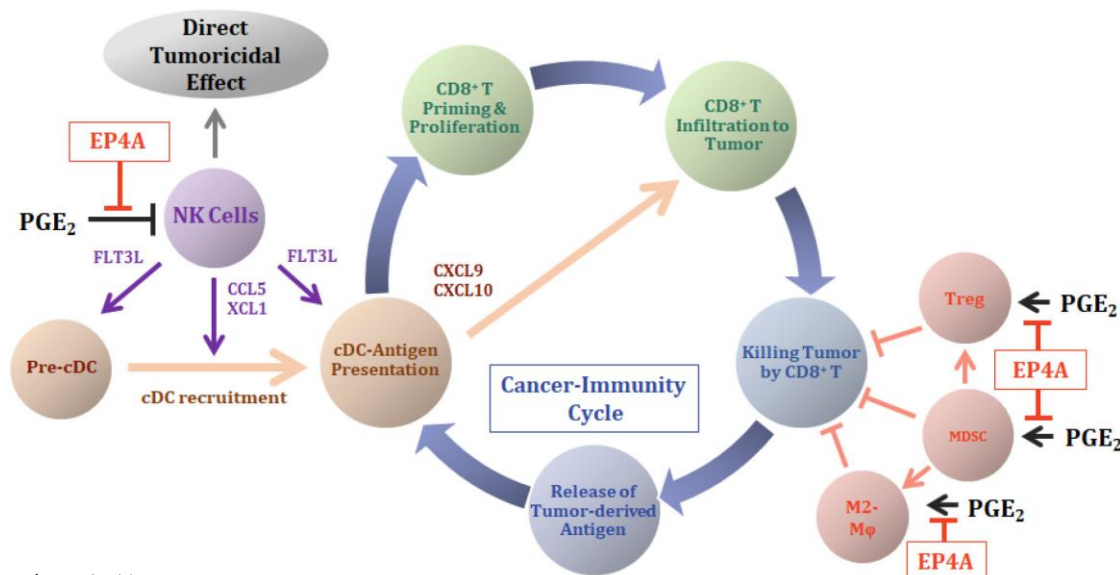 Direct
Tumoricidal
Effect
EP4A
PGE₂
NK Cells
FLT3L
CCL5
XCL1
FLT3L
Pre-cDC
cDC recruitment
cDC-Antigen
Presentation
CXCL9
CXCL10
CD8⁺ T
Priming &
Proliferation
CD8⁺ T
Infiltration to
Tumor
Killing Tumor
by CD8⁺ T
Cancer-Immunity
Cycle
Release of
Tumor-derived
Antigen
Treg
PGE₂
EP4A
MDSC
PGE₂
M2-
Mφ
PGE₂
EP4A